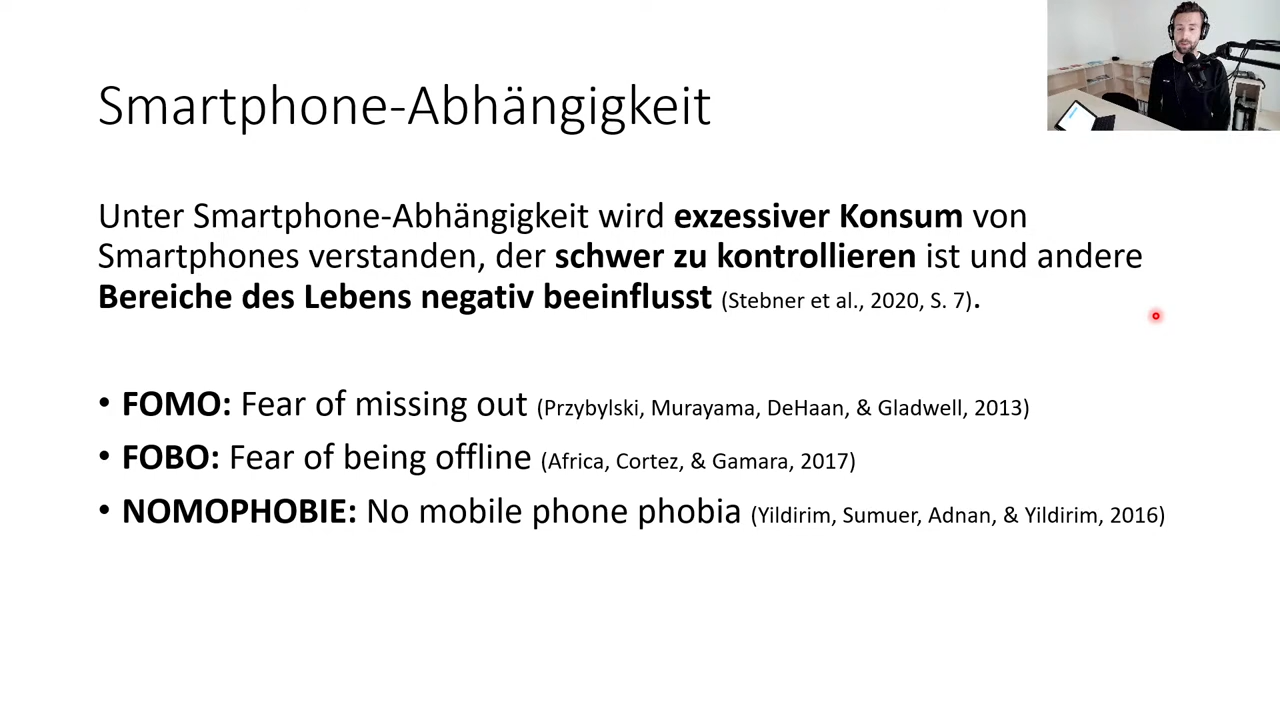 Smartphone-Abhängigkeit
Unter Smartphone-Abhängigkeit wird exzessiver Konsum von
Smartphones verstanden, der schwer zu kontrollieren ist und andere
Bereiche des Lebens negativ beeinflusst (Stebner et al., 2020, S. 7).
• FOMO: Fear of missing out (Przybylski, Murayama, DeHaan, & Gladwell, 2013)
• FOBO: Fear of being offline (Africa, Cortez, & Gamara, 2017)
• NOMOPHOBIE: No mobile phone phobia (Yildirim, Sumuer, Adnan, & Yildirim, 2016)